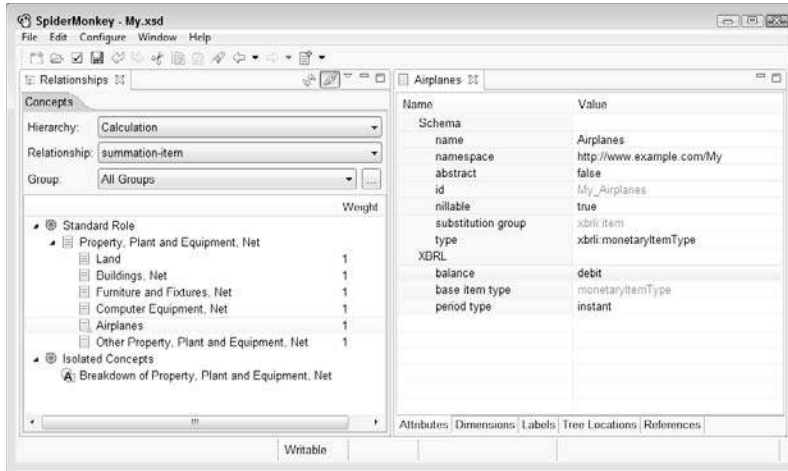 SpiderMonkey - My.xsd
File Edit Configure Window Help
Relationships
Concepts
Hierarchy: Calculation
Relationship: summation-item
Group: All Groups ...
Weight
Standard Role
Property, Plant and Equipment, Net
Land 1
Buildings, Net 1
Furniture and Fixtures, Net 1
Computer Equipment, Net 1
Airplanes 1
Other Property, Plant and Equipment, Net 1
Isolated Concepts
A Breakdown of Property, Plant and Equipment, Net
Airplanes
Name Value
Schema
name Airplanes
namespace http://www.example.com/My
abstract false
id My_Airplanes
nillable true
substitution group xbrli:item
type xbrli:monetaryItemType
XBRL
balance debit
base item type monetaryItemType
period type instant
Attributes Dimensions Labels Tree Locations References
Writable